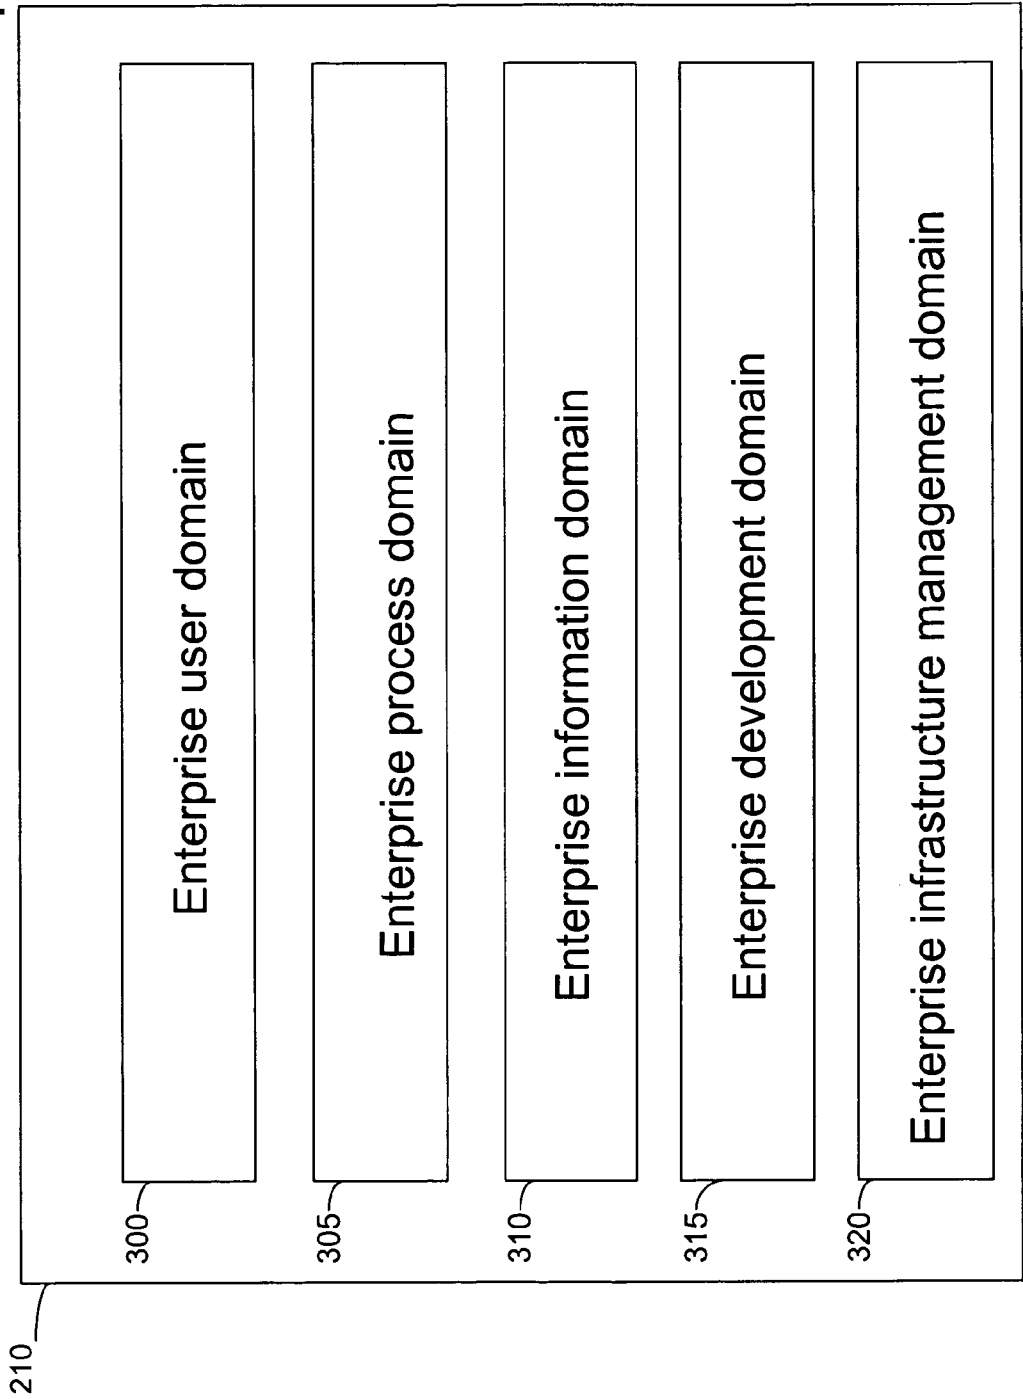 210
300
Enterprise user domain
305
Enterprise process domain
310
Enterprise information domain
315
Enterprise development domain
320
Enterprise infrastructure management domain